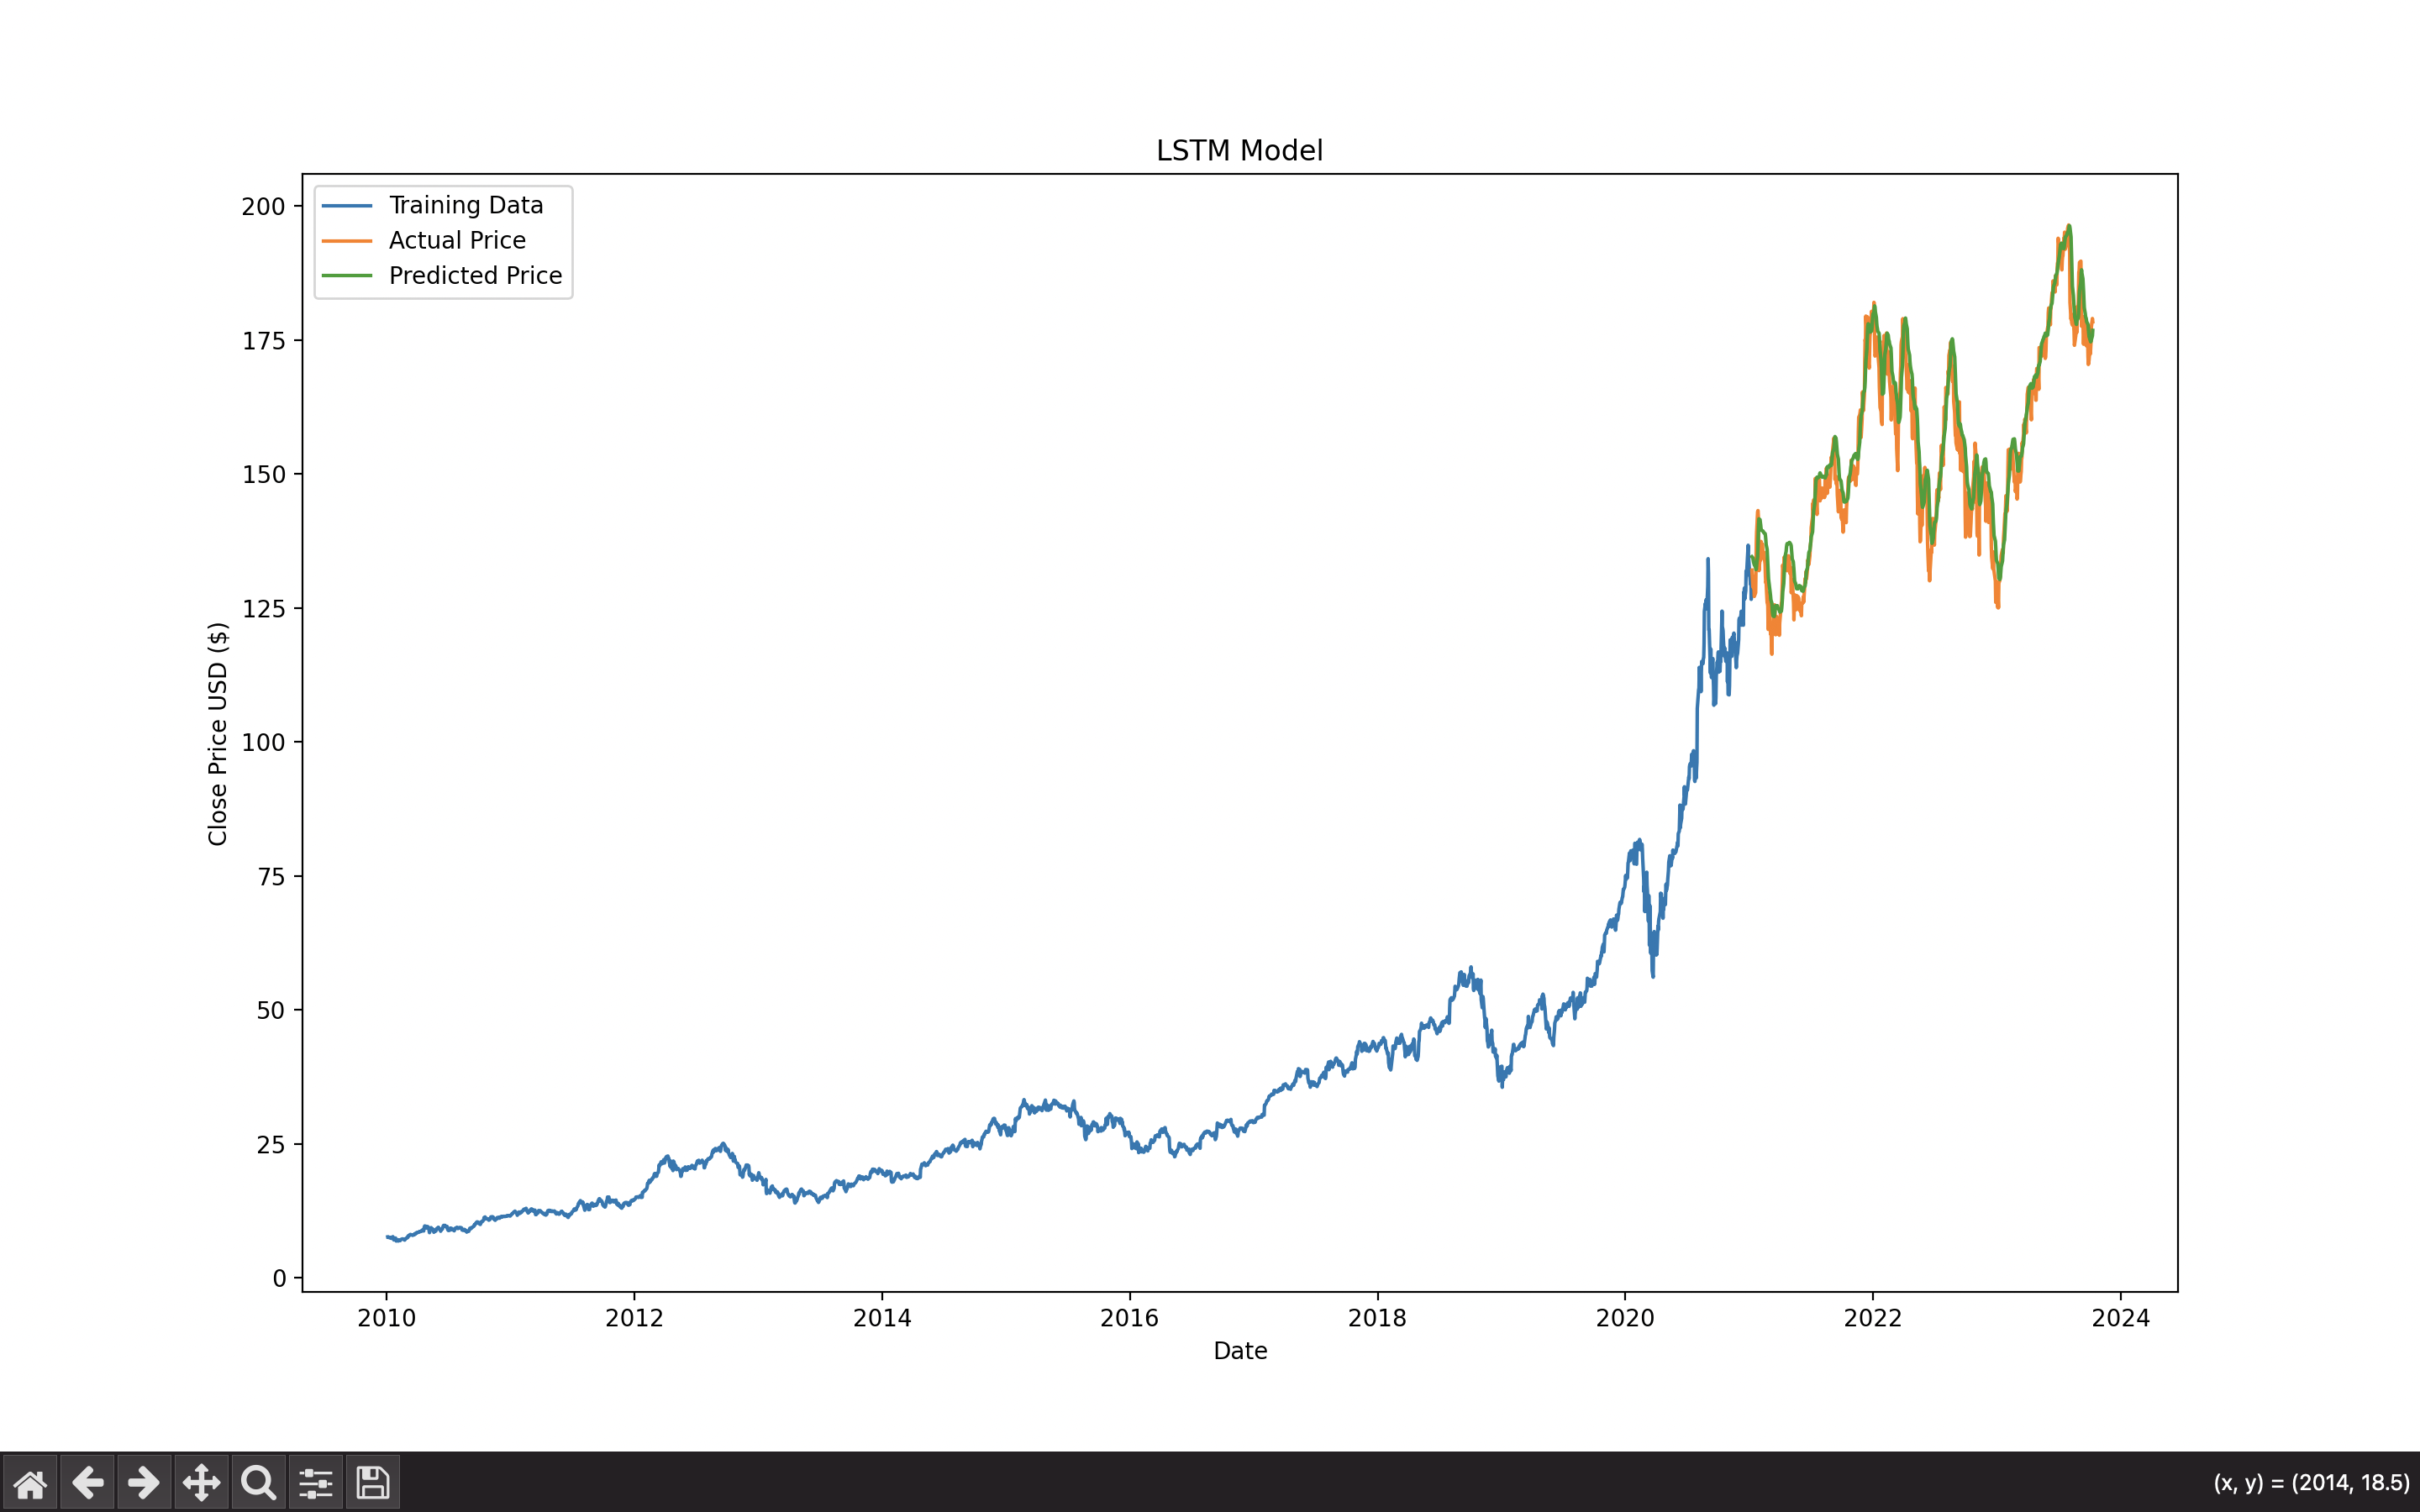 LSTM Model
Training Data
Actual Price
Predicted Price
200
175
150
125
100
75
50
25
0
Close Price USD ($)
2010 2012 2014 2016 2018 2020 2022 2024
Date
(x, y) = (2014, 18.5)